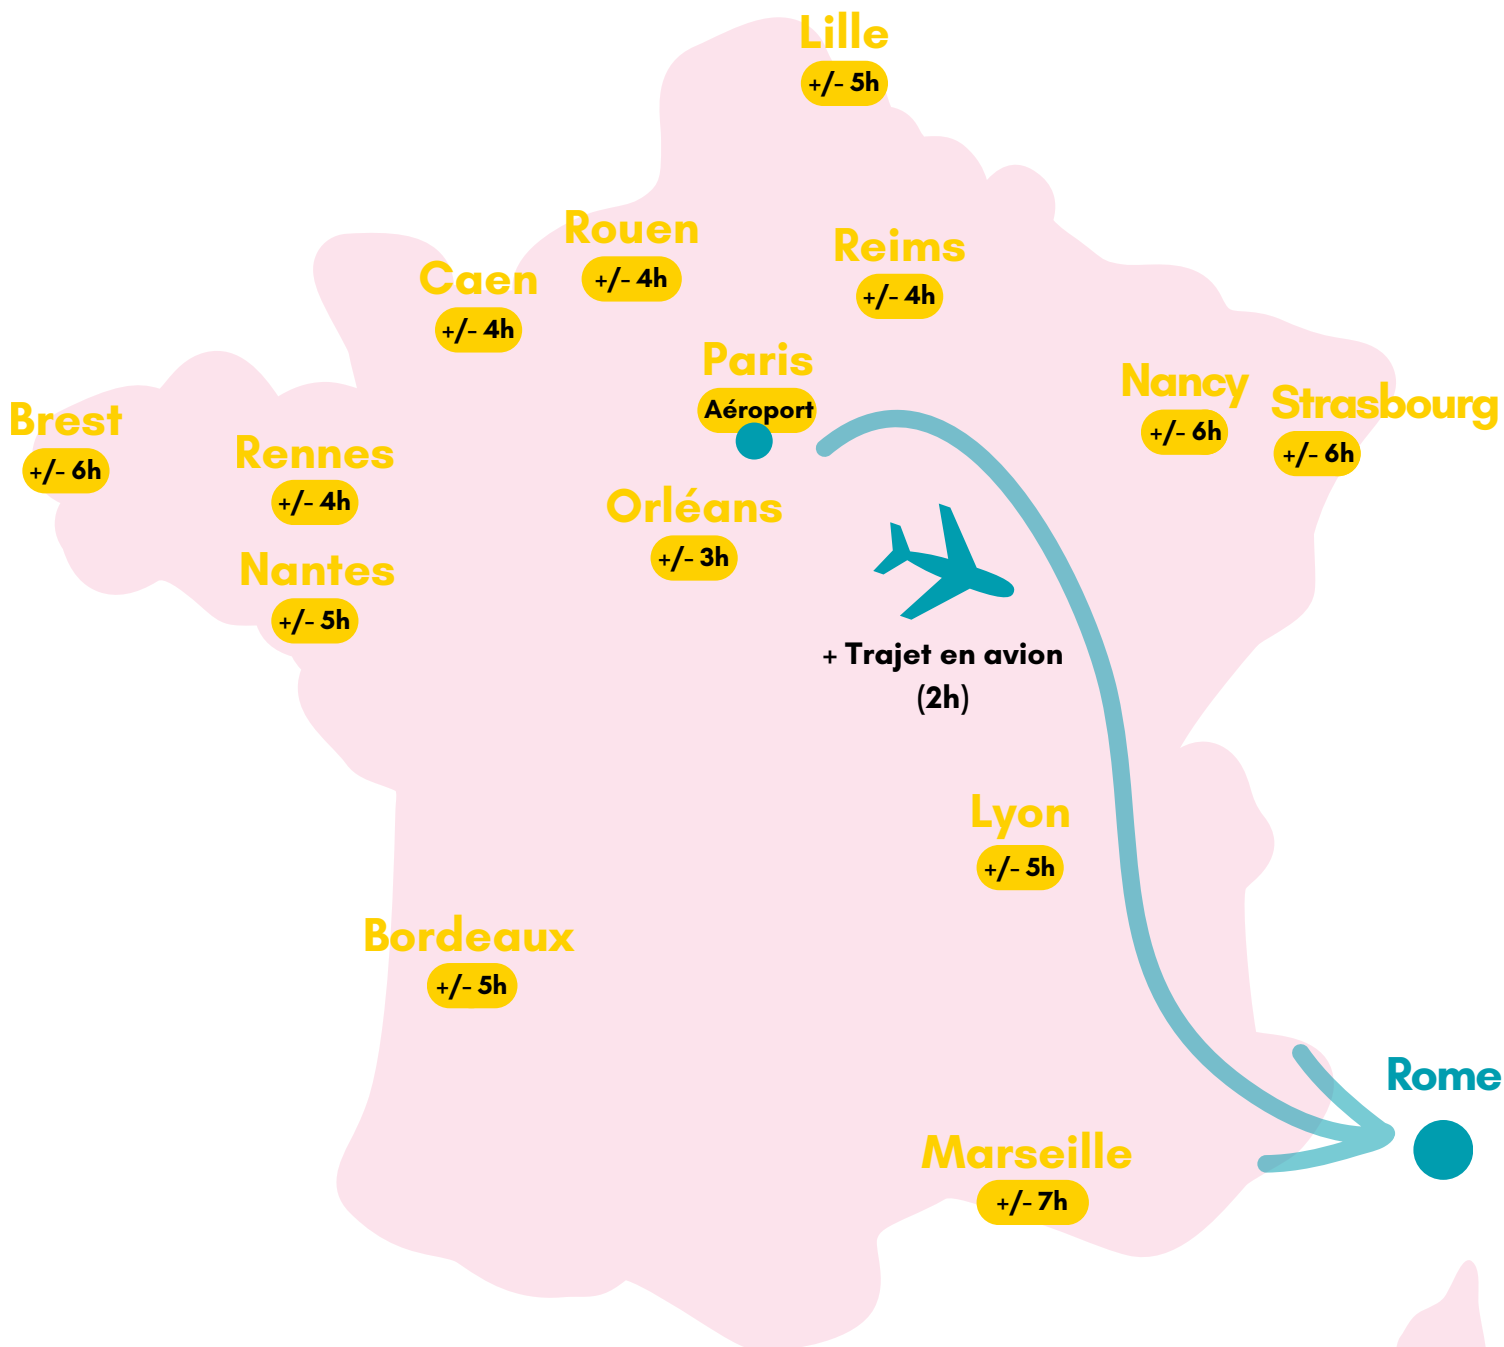 Lille
+/- 5h
Rouen
+/- 4h
Reims
+/- 4h
Caen
+/- 4h
Paris
Aéroport
Nancy
+/- 6h
Strasbourg
+/- 6h
Brest
+/- 6h
Rennes
+/- 4h
Orléans
+/- 3h
Nantes
+/- 5h
+ Trajet en avion
(2h)
Lyon
+/- 5h
Bordeaux
+/- 5h
Rome
Marseille
+/- 7h